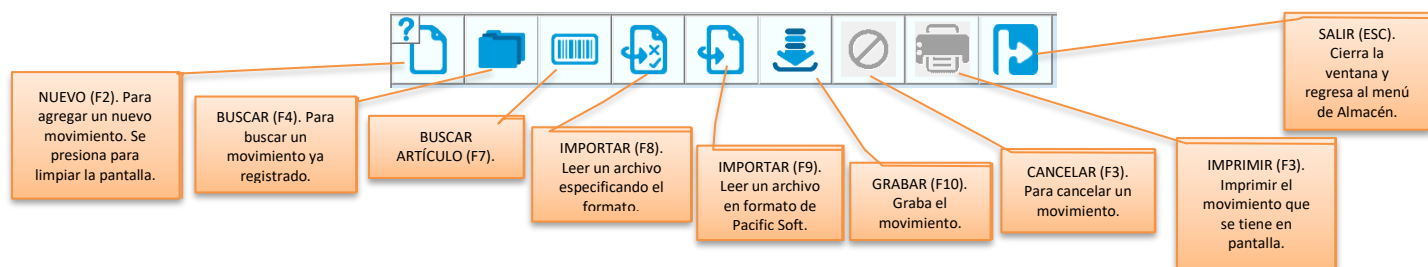 ?
NUEVO (F2). Para
agregar un nuevo
movimiento. Se
presiona para
limpiar la pantalla.
BUSCAR (F4). Para
buscar un
movimiento ya
registrado.
BUSCAR
ARTÍCULO (F7).
IMPORTAR (F8).
Leer un archivo
especificando el
formato.
IMPORTAR (F9).
Leer un archivo
en formato de
Pacific Soft.
GRABAR (F10).
Graba el
movimiento.
CANCELAR (F3).
Para cancelar un
movimiento.
IMPRIMIR (F3).
Imprimir el
movimiento que
se tiene en
pantalla.
SALIR (ESC).
Cierra la
ventana y
regresa al menú
de Almacén.